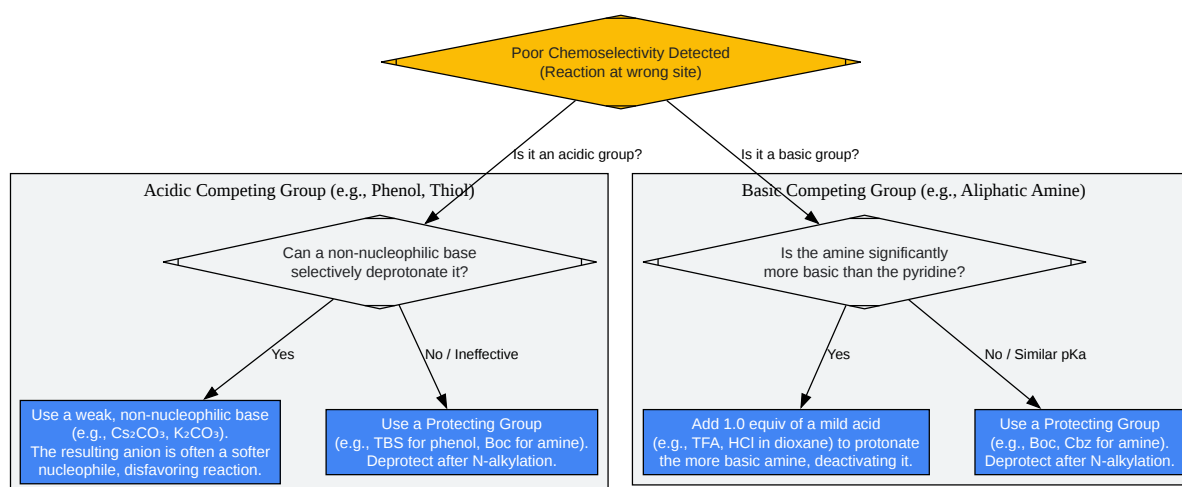 Poor Chemoselectivity Detected
(Reaction at wrong site)
Is it an acidic group?
Is it a basic group?
Acidic Competing Group (e.g., Phenol, Thiol)
Basic Competing Group (e.g., Aliphatic Amine)
Can a non-nucleophilic base
selectively deprotonate it?
Is the amine significantly
more basic than the pyridine?
Yes
No / Ineffective
Yes
No / Similar pKa
Use a weak, non-nucleophilic base
(e.g., Cs₂CO₃, K₂CO₃).
The resulting anion is often a softer
nucleophile, disfavoring reaction.
Use a Protecting Group
(e.g., TBS for phenol, Boc for amine).
Deprotect after N-alkylation.
Add 1.0 equiv of a mild acid
(e.g., TFA, HCl in dioxane) to protonate
the more basic amine, deactivating it.
Use a Protecting Group
(e.g., Boc, Cbz for amine).
Deprotect after N-alkylation.